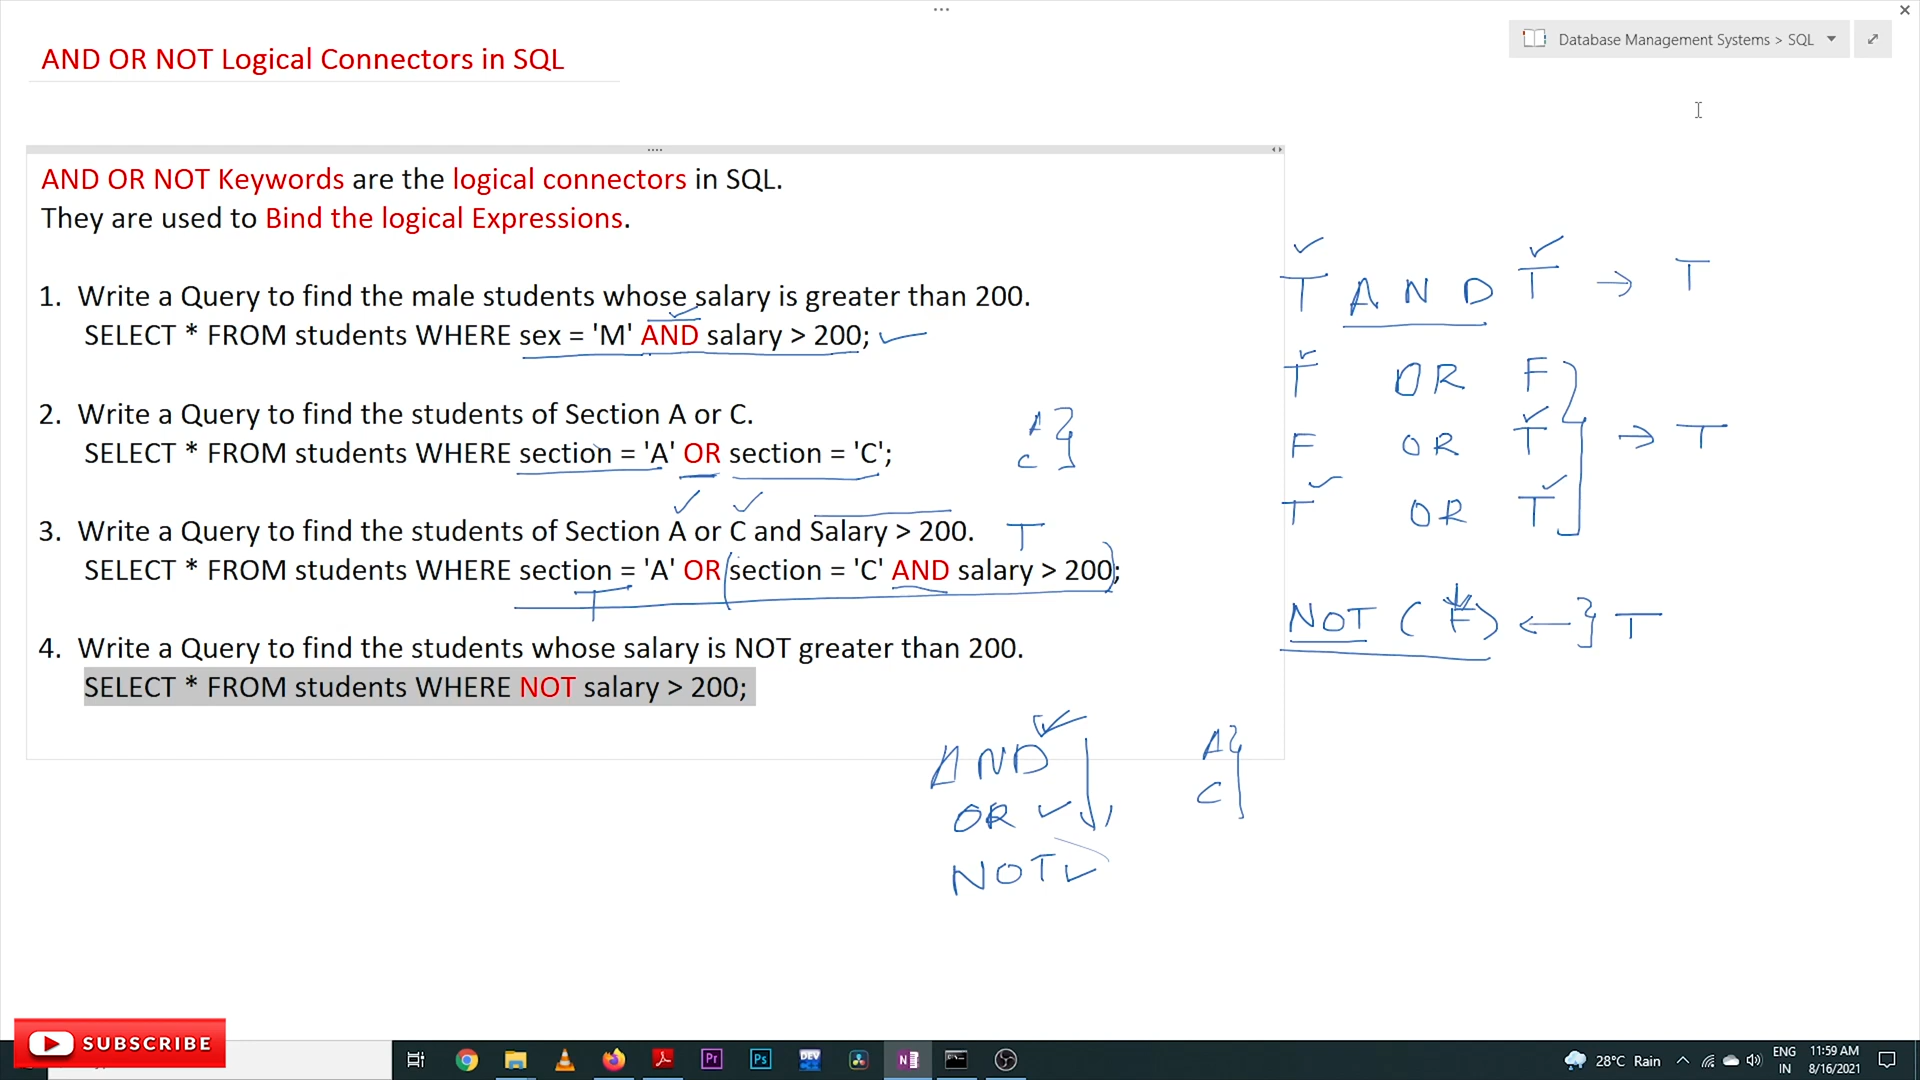 Database Management Systems > SQL
AND OR NOT Logical Connectors in SQL
AND OR NOT Keywords are the logical connectors in SQL.
They are used to Bind the logical Expressions.
1. Write a Query to find the male students whose salary is greater than 200.
SELECT * FROM students WHERE sex = 'M' AND salary > 200;
2. Write a Query to find the students of Section A or C.
SELECT * FROM students WHERE section = 'A' OR section = 'C';
A
C
3. Write a Query to find the students of Section A or C and Salary > 200.
T
SELECT * FROM students WHERE section = 'A' OR (section = 'C' AND salary > 200);
T
4. Write a Query to find the students whose salary is NOT greater than 200.
SELECT * FROM students WHERE NOT salary > 200;
T AND T → T
T OR F
F OR T → T
T OR T
NOT (F) ← } T
AND
OR
NOT
A
C
SUBSCRIBE
Pr
Ps
DEV
N
28°C Rain
ENG
IN
11:59 AM
8/16/2021